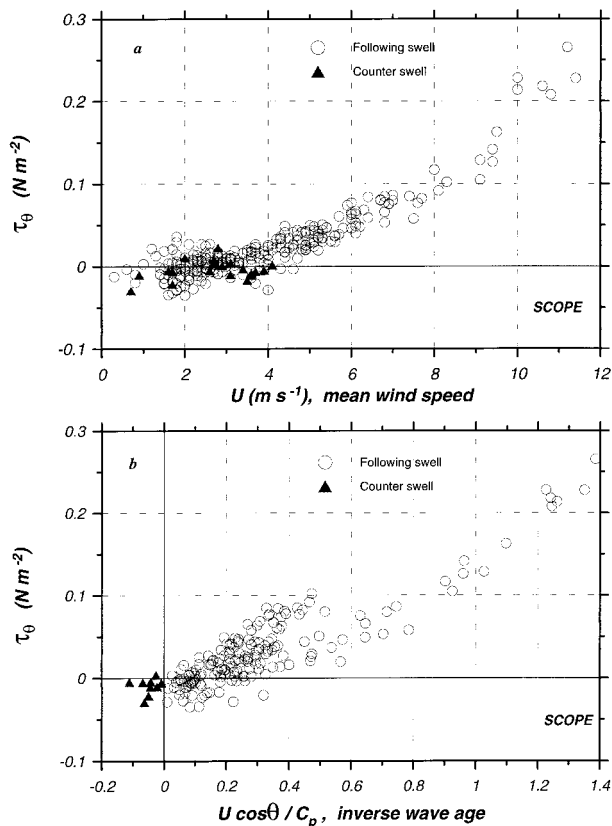 a
Following swell
Counter swell
0.3
0.2
0.1
0
-0.1
τθ (N m⁻²)
SCOPE
0 2 4 6 8 10 12
U (m s⁻¹), mean wind speed
b
Following swell
Counter swell
0.3
0.2
0.1
0
-0.1
τθ (N m⁻²)
SCOPE
-0.2 0 0.2 0.4 0.6 0.8 1 1.2 1.4
U cosθ / Cp , inverse wave age